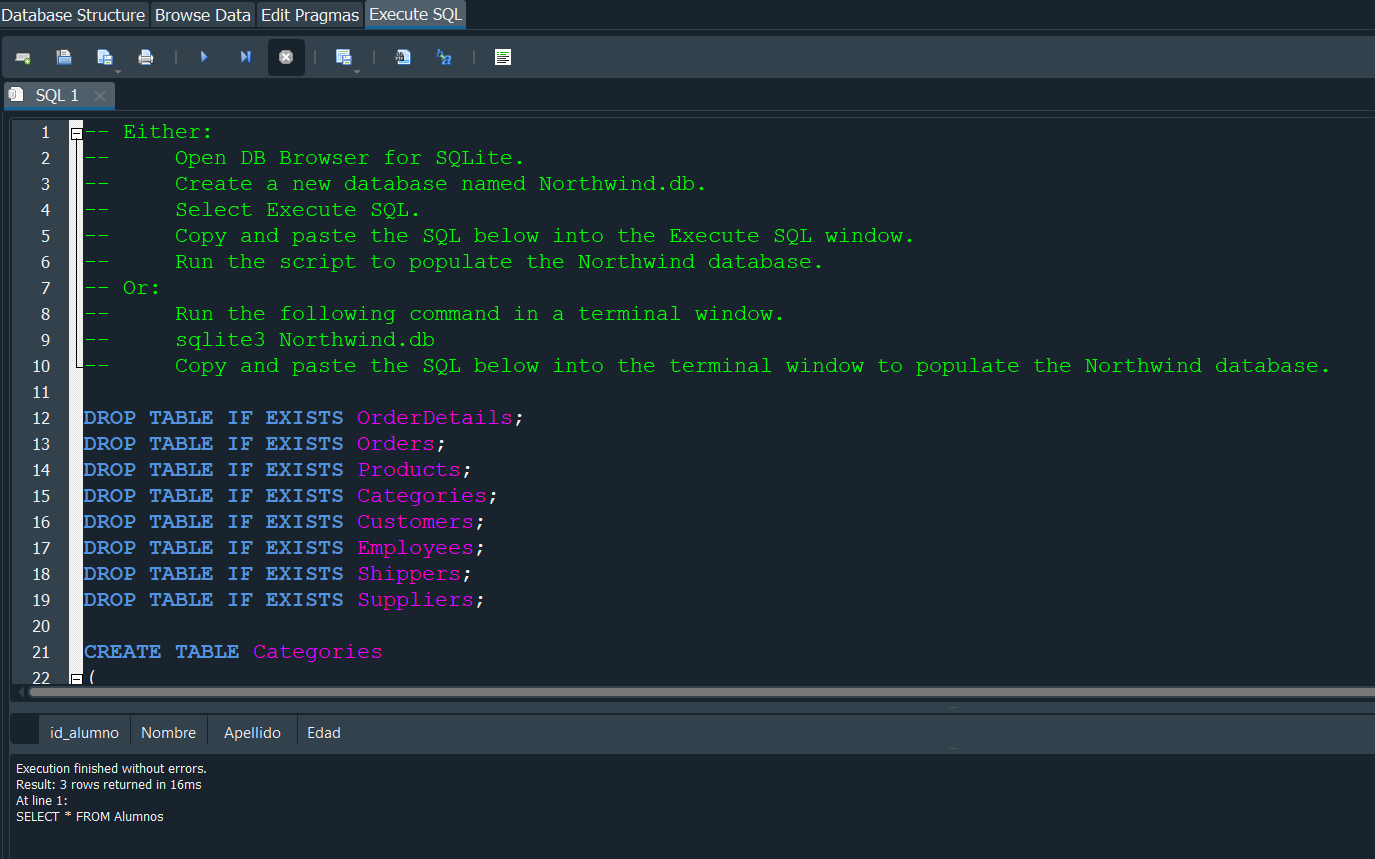 Database Structure Browse Data Edit Pragmas Execute SQL
SQL 1
1 -- Either:
2 -- Open DB Browser for SQLite.
3 -- Create a new database named Northwind.db.
4 -- Select Execute SQL.
5 -- Copy and paste the SQL below into the Execute SQL window.
6 -- Run the script to populate the Northwind database.
7 -- Or:
8 -- Run the following command in a terminal window.
9 -- sqlite3 Northwind.db
10 -- Copy and paste the SQL below into the terminal window to populate the Northwind database.
11
12 DROP TABLE IF EXISTS OrderDetails;
13 DROP TABLE IF EXISTS Orders;
14 DROP TABLE IF EXISTS Products;
15 DROP TABLE IF EXISTS Categories;
16 DROP TABLE IF EXISTS Customers;
17 DROP TABLE IF EXISTS Employees;
18 DROP TABLE IF EXISTS Shippers;
19 DROP TABLE IF EXISTS Suppliers;
20
21 CREATE TABLE Categories
22 (
id_alumno Nombre Apellido Edad
Execution finished without errors.
Result: 3 rows returned in 16ms
At line 1:
SELECT * FROM Alumnos